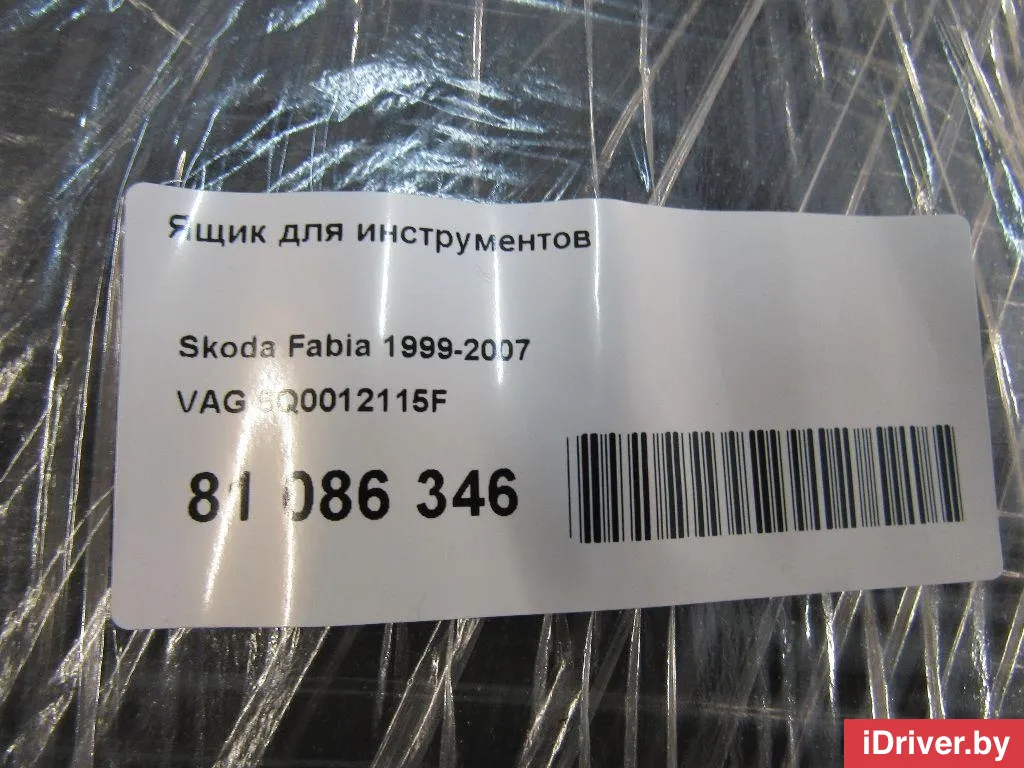 Ящик для инструментов
Skoda Fabia 1999-2007
VAG 6Q0012115F
81 086 346
iDriver.by